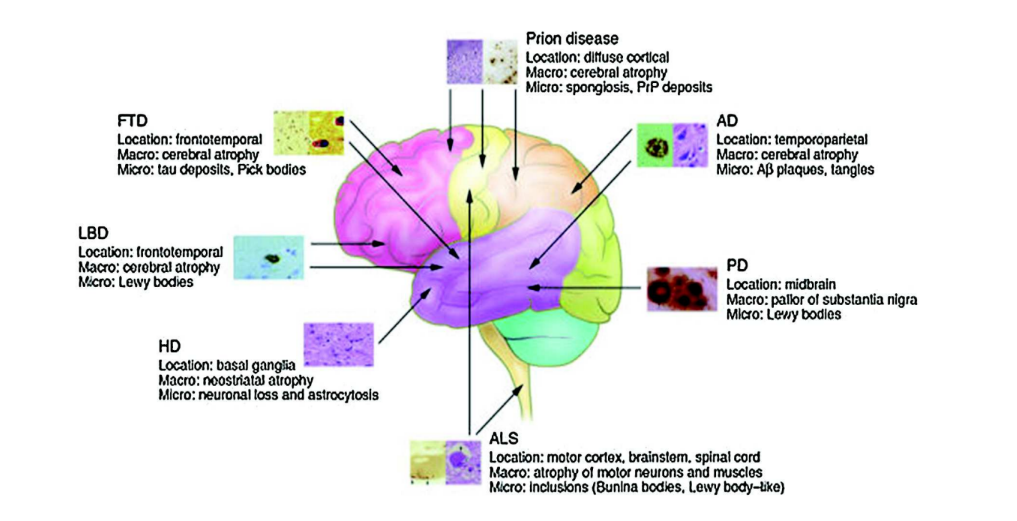 Prion disease
Location: diffuse cortical
Macro: cerebral atrophy
Micro: spongiosis, PrP deposits
FTD
Location: frontotemporal
Macro: cerebral atrophy
Micro: tau deposits, Pick bodies
AD
Location: temporoparietal
Macro: cerebral atrophy
Micro: Aβ plaques, tangles
LBD
Location: frontotemporal
Macro: cerebral atrophy
Micro: Lewy bodies
PD
Location: midbrain
Macro: pallor of substantia nigra
Micro: Lewy bodies
HD
Location: basal ganglia
Macro: neostriatal atrophy
Micro: neuronal loss and astrocytosis
ALS
Location: motor cortex, brainstem, spinal cord
Macro: atrophy of motor neurons and muscles
Micro: inclusions (Bunina bodies, Lewy body–like)